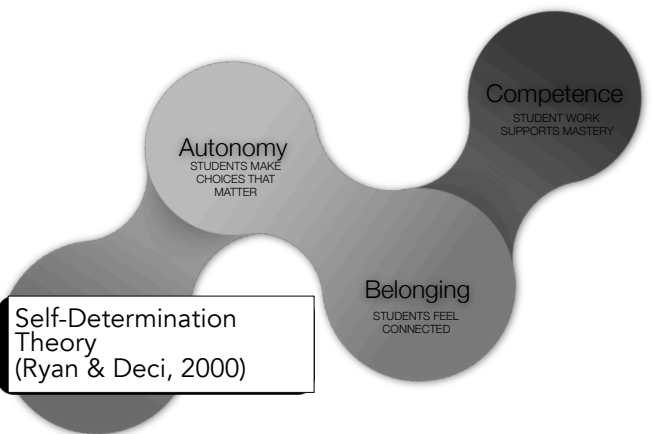 Competence
STUDENT WORK
SUPPORTS MASTERY
Autonomy
STUDENTS MAKE
CHOICES THAT
MATTER
Belonging
STUDENTS FEEL
CONNECTED
Self-Determination
Theory
(Ryan & Deci, 2000)